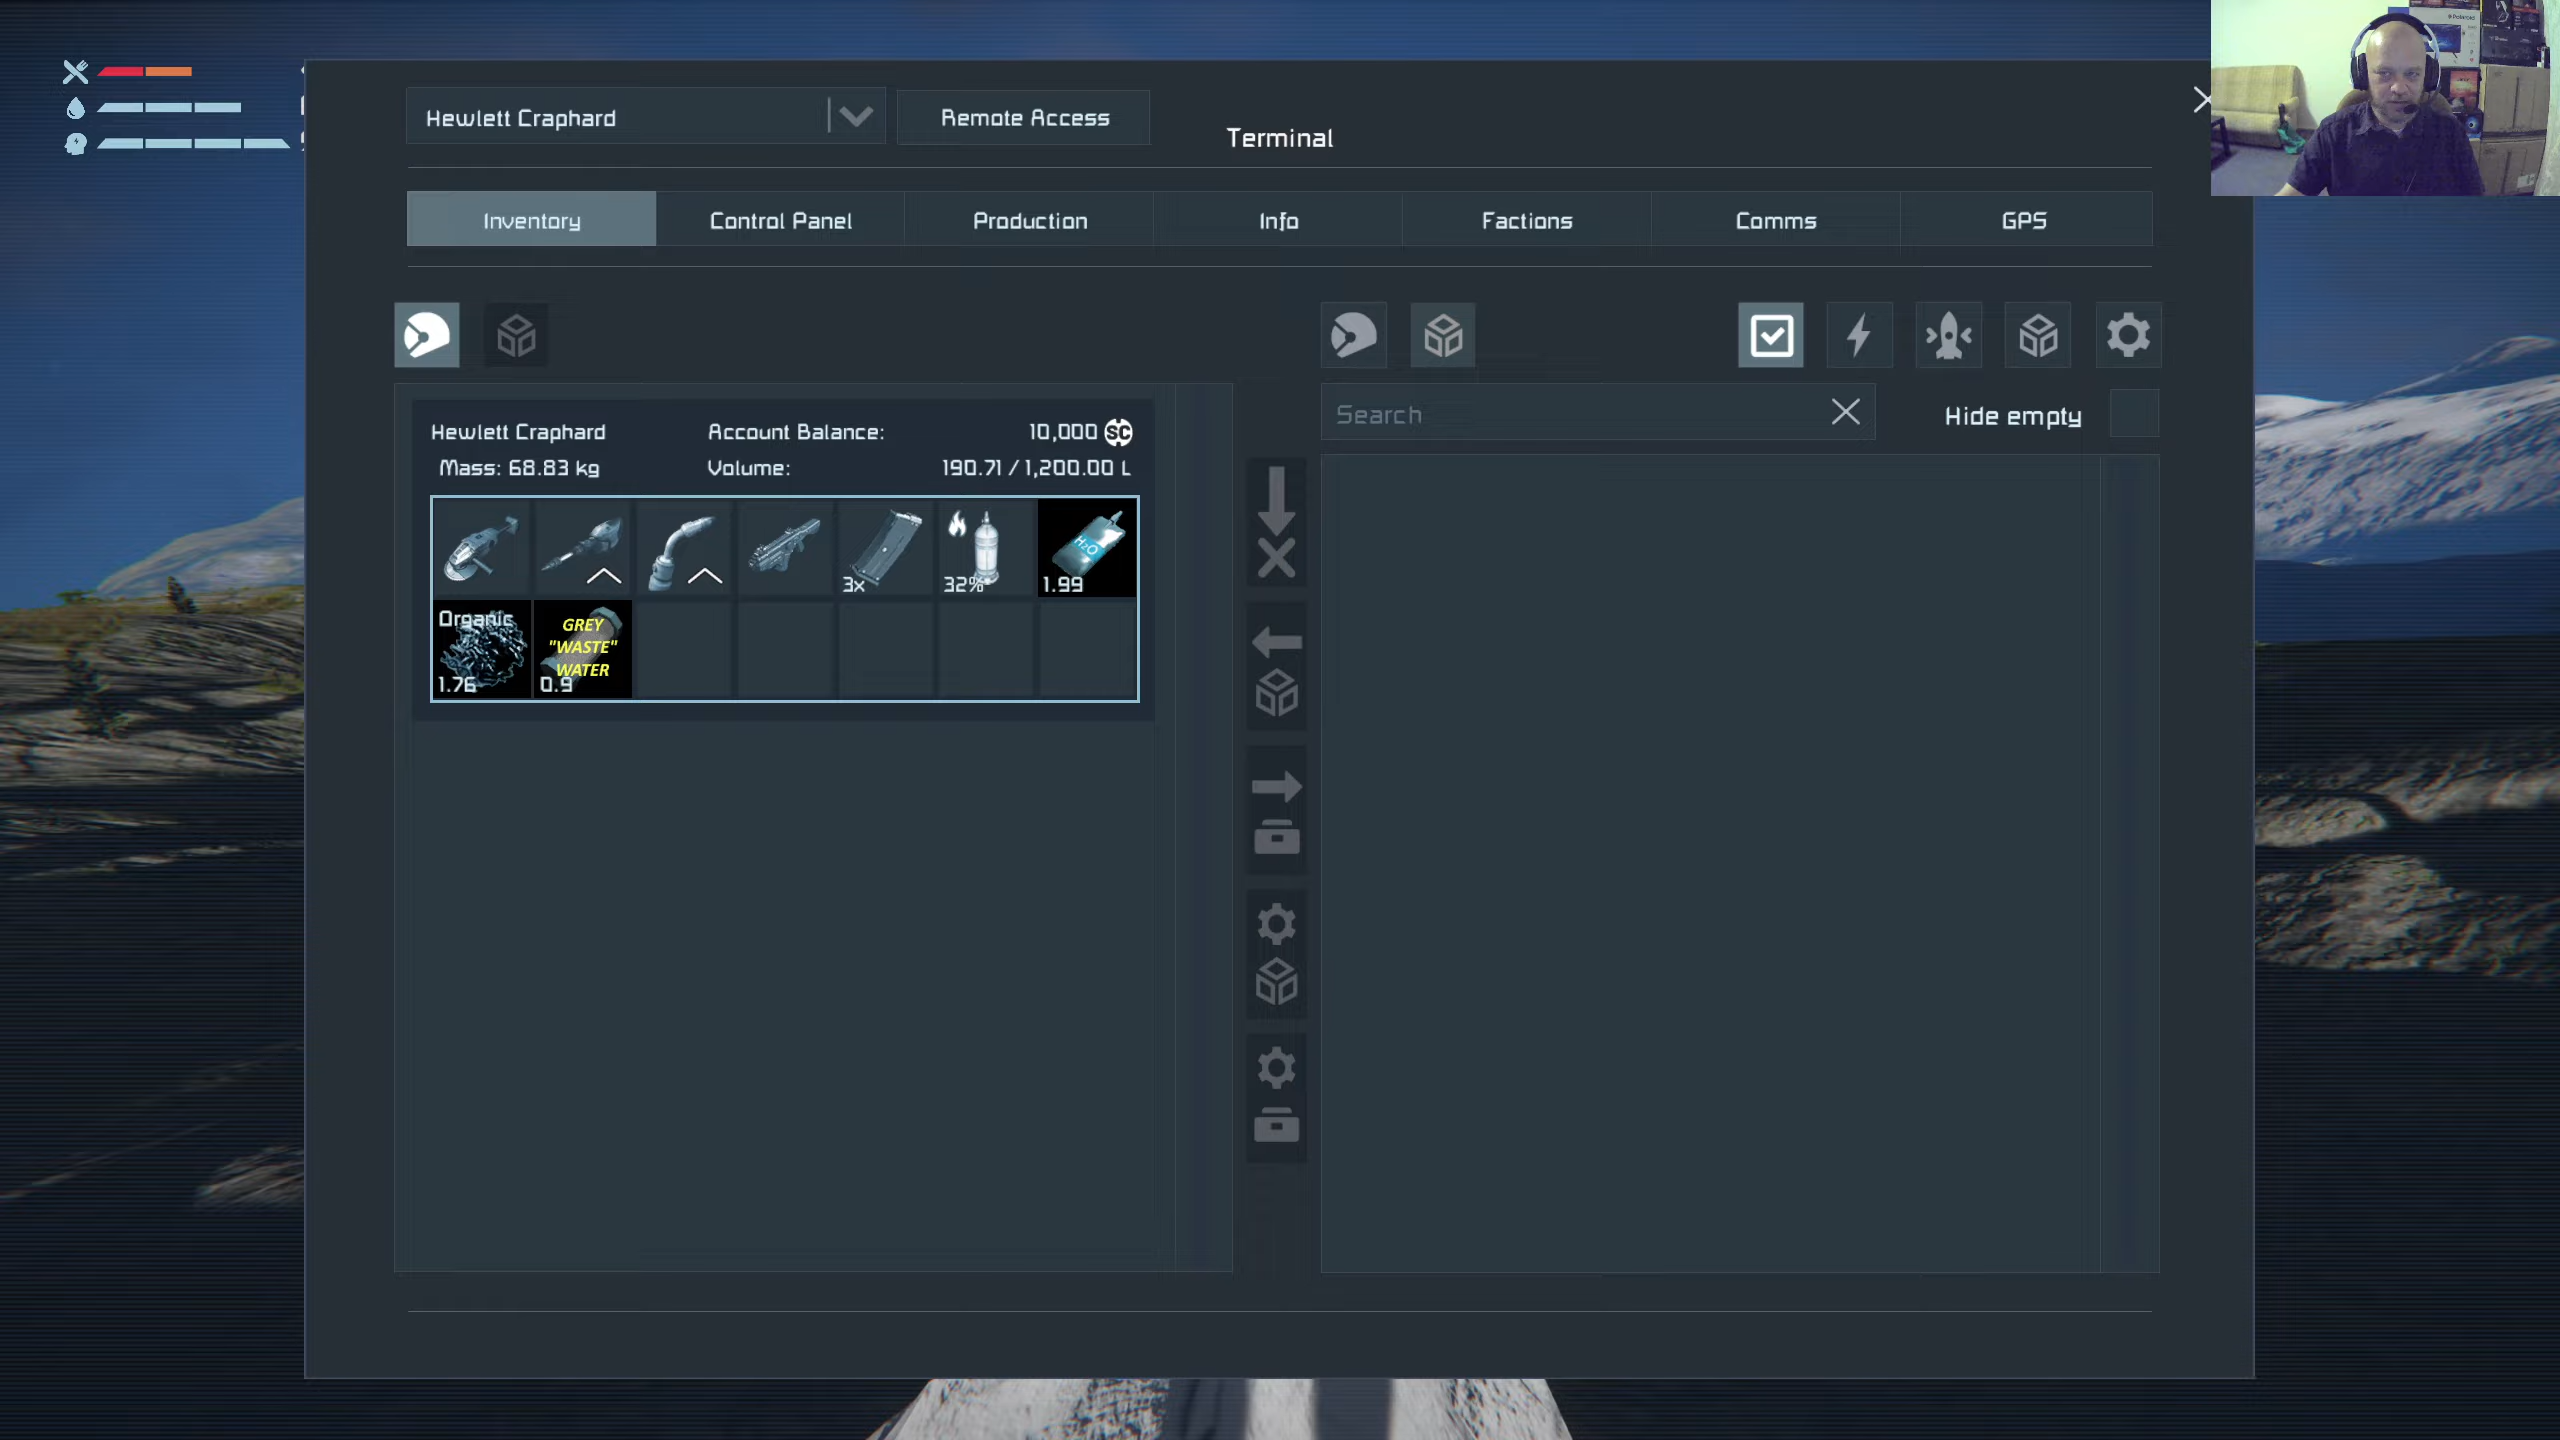 Hewlett Craphard
Remote Access
Terminal
Inventory
Control Panel
Production
Info
Factions
Comms
GPS
Search
Hide empty
Hewlett Craphard
Account Balance:
10,000 SC
Mass: 68.83 kg
Volume:
190.71 / 1,200.00 L
3x
32%
H₂O
1.99
Organic
1.76
GREY
"WASTE"
WATER
0.9